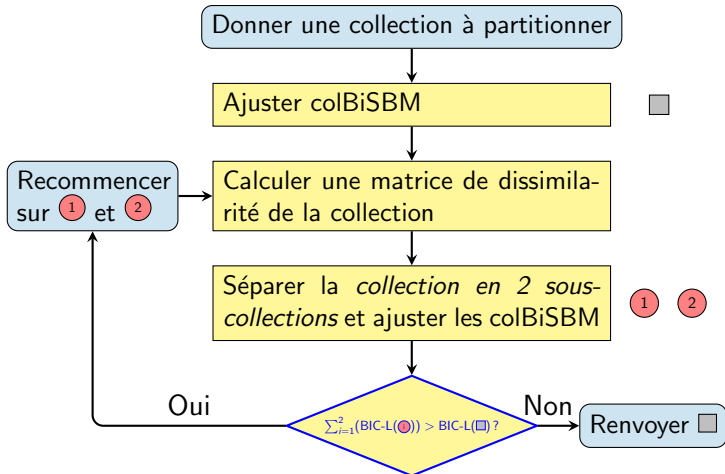 Donner une collection à partitionner
Ajuster colBiSBM
Recommencer
sur 1 et 2
Calculer une matrice de dissimila-
rité de la collection
Séparer la collection en 2 sous-
collections et ajuster les colBiSBM
1 2
Oui
∑²ᵢ₌₁(BIC-L(i)) > BIC-L(□)?
Non
Renvoyer